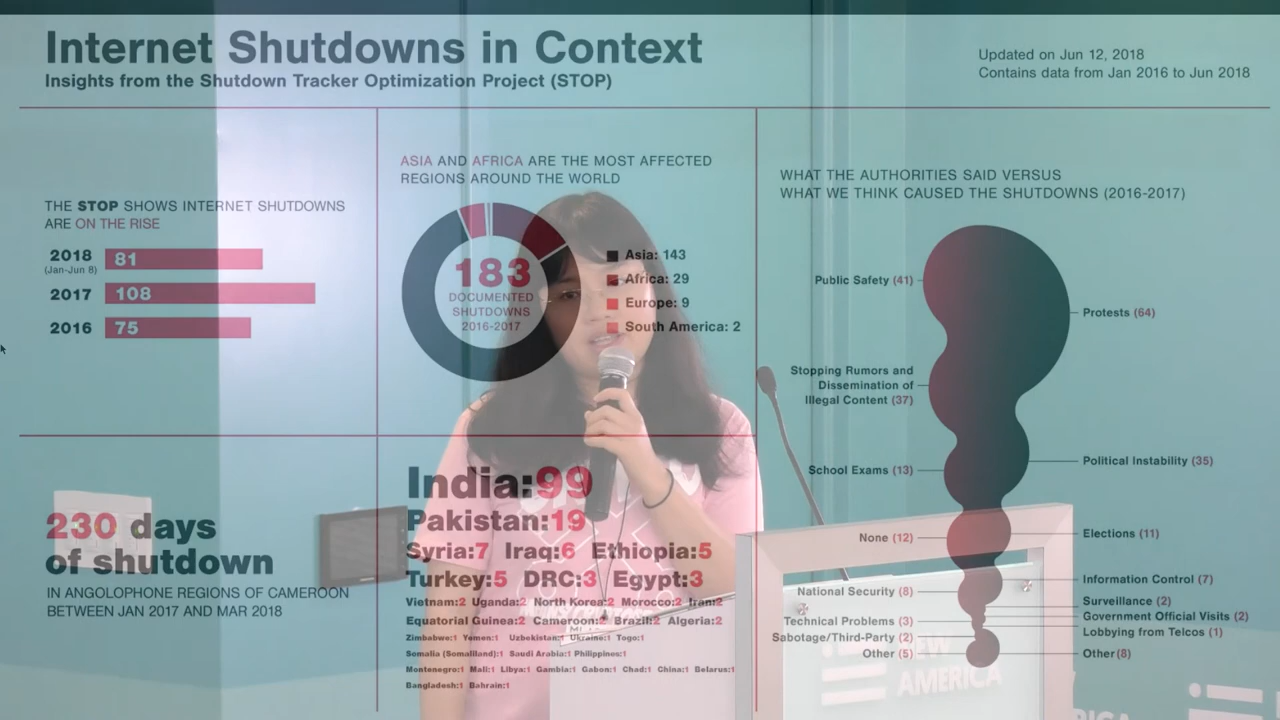 Internet Shutdowns in Context
Insights from the Shutdown Tracker Optimization Project (STOP)
Updated on Jun 12, 2018
Contains data from Jan 2016 to Jun 2018
THE STOP SHOWS INTERNET SHUTDOWNS
ARE ON THE RISE
2018 81
(Jan-Jun 8)
2017 108
2016 75
ASIA AND AFRICA ARE THE MOST AFFECTED
REGIONS AROUND THE WORLD
183
DOCUMENTED
SHUTDOWNS
2016-2017
Asia: 143
Africa: 29
Europe: 9
South America: 2
WHAT THE AUTHORITIES SAID VERSUS
WHAT WE THINK CAUSED THE SHUTDOWNS (2016-2017)
Public Safety (41)
Stopping Rumors and
Dissemination of
Illegal Content (37)
School Exams (13)
None (12)
National Security (8)
Technical Problems (3)
Sabotage/Third-Party (2)
Other (5)
Protests (64)
Political Instability (35)
Elections (11)
Information Control (7)
Surveillance (2)
Government Official Visits (2)
Lobbying from Telcos (1)
Other (8)
230 days
of shutdown
IN ANGOLOPHONE REGIONS OF CAMEROON
BETWEEN JAN 2017 AND MAR 2018
India:99
Pakistan:19
Syria:7 Iraq:6 Ethiopia:5
Turkey:5 DRC:3 Egypt:3
Vietnam:2 Uganda:2 North Korea:2 Morocco:2 Iran:2
Equatorial Guinea:2 Cameroon:2 Brazil:2 Algeria:2
Zimbabwe:1 Yemen:1 Uzbekistan:1 Ukraine:1 Togo:1
Somalia (Somaliland):1 Saudi Arabia:1 Philippines:1
Montenegro:1 Mali:1 Libya:1 Gambia:1 Gabon:1 Chad:1 China:1 Belarus:1
Bangladesh:1 Bahrain:1
NEW
AMERICA